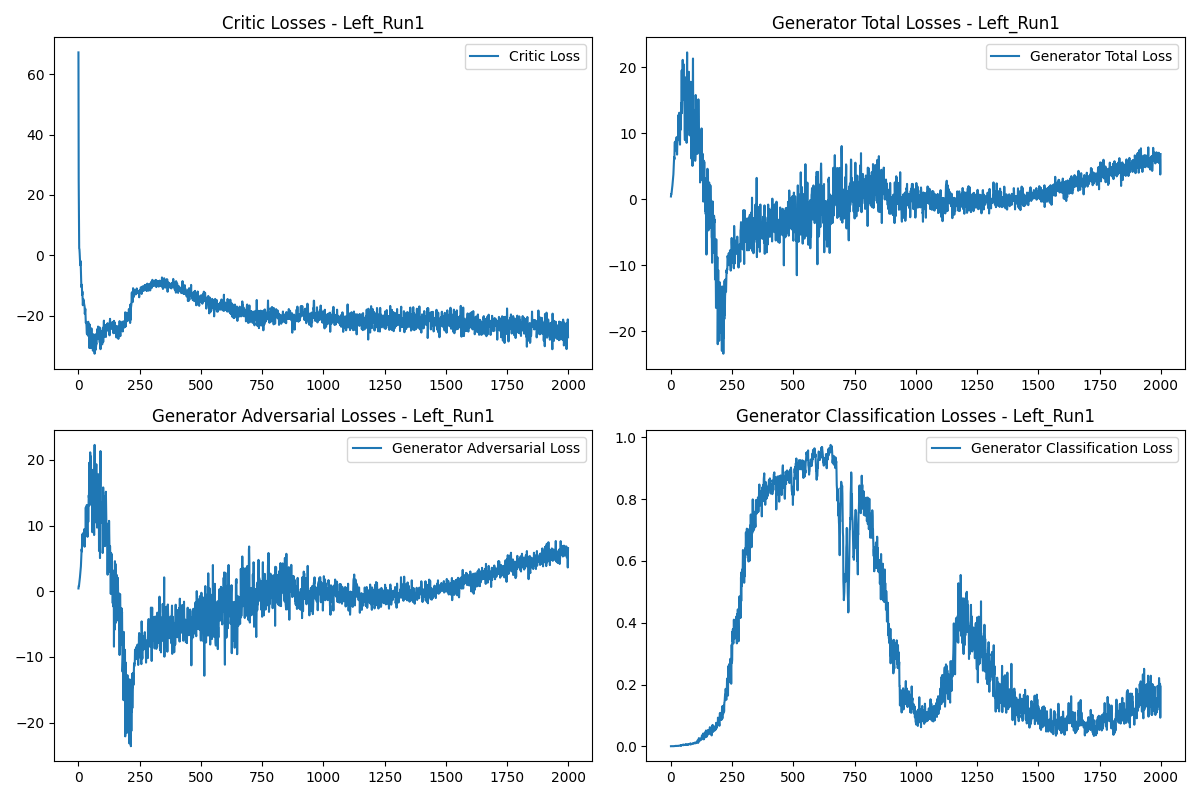 Critic Losses - Left_Run1
Critic Loss
60
40
20
0
−20
0 250 500 750 1000 1250 1500 1750 2000
Generator Total Losses - Left_Run1
Generator Total Loss
20
10
0
−10
−20
0 250 500 750 1000 1250 1500 1750 2000
Generator Adversarial Losses - Left_Run1
Generator Adversarial Loss
20
10
0
−10
−20
0 250 500 750 1000 1250 1500 1750 2000
Generator Classification Losses - Left_Run1
Generator Classification Loss
1.0
0.8
0.6
0.4
0.2
0.0
0 250 500 750 1000 1250 1500 1750 2000